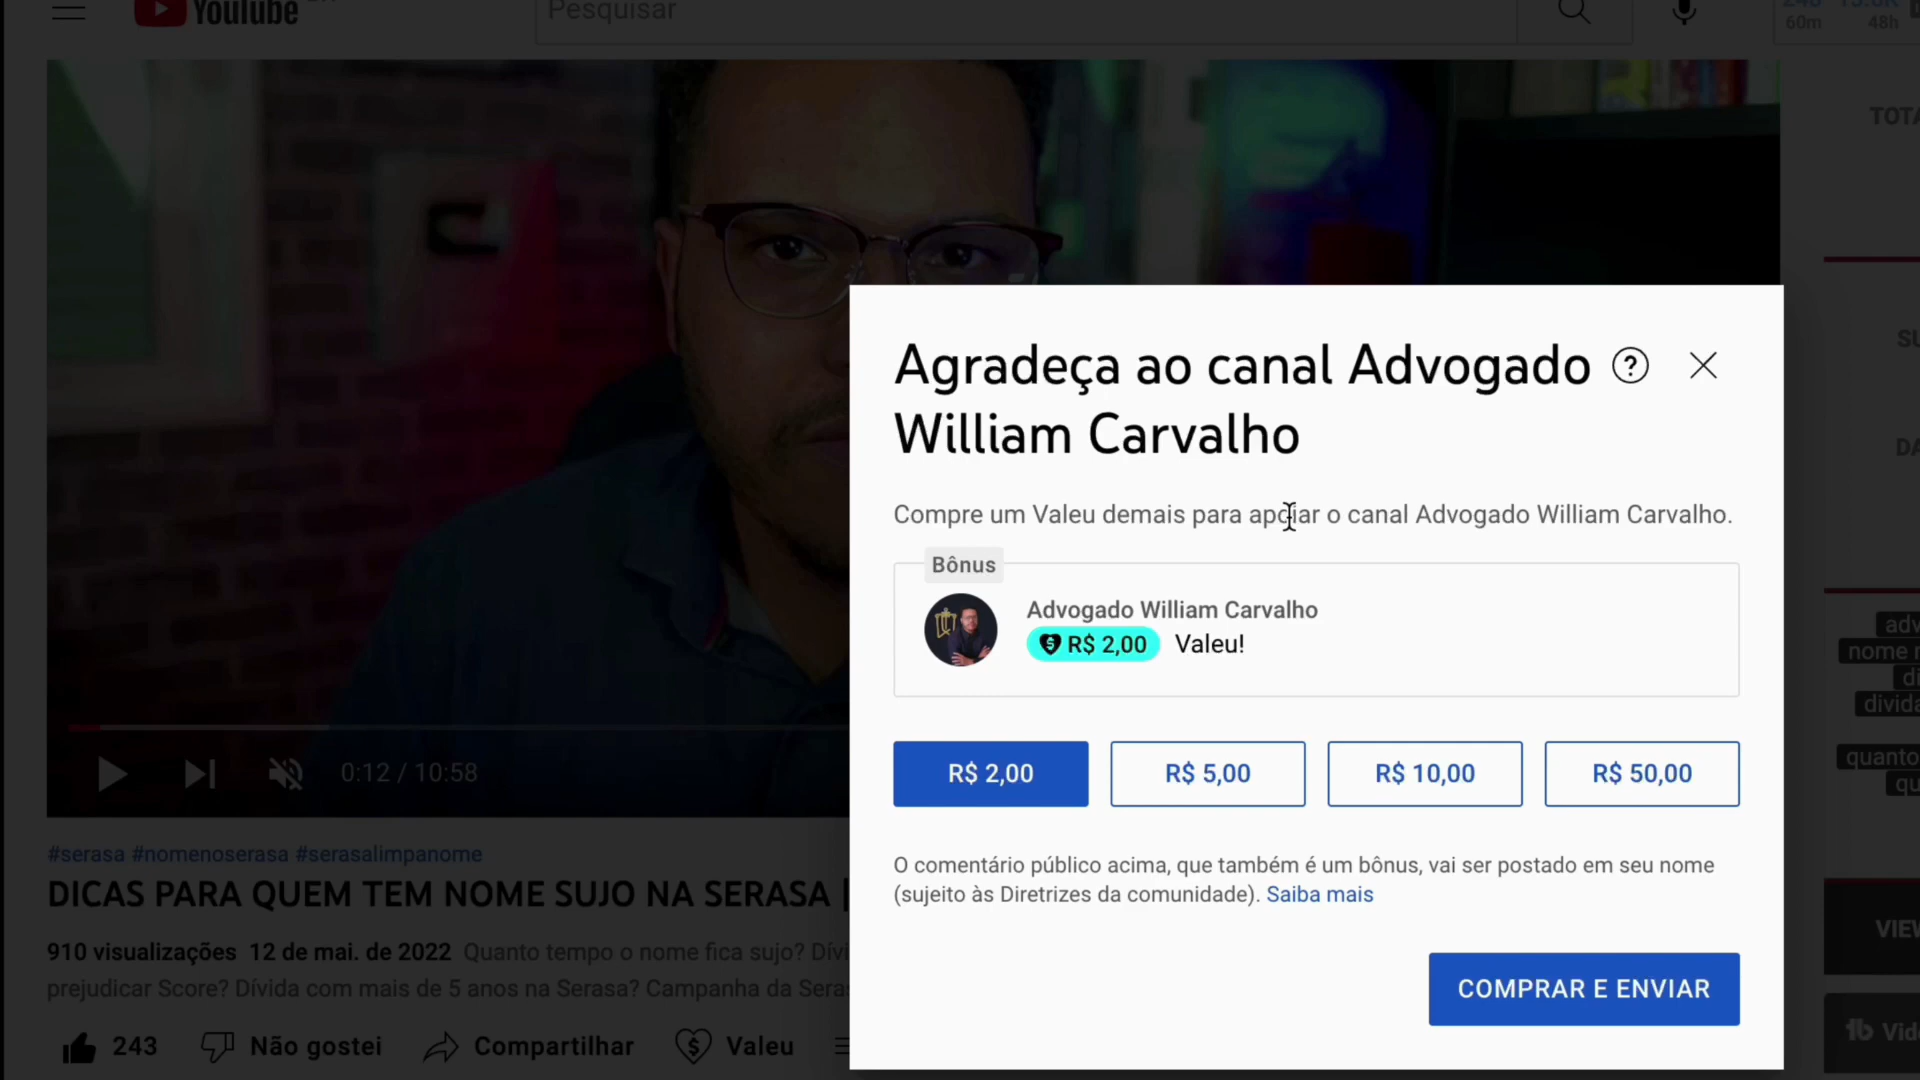 YouTube
Pesquisar
60m
48h
Agradeça ao canal Advogado
William Carvalho
Compre um Valeu demais para apoiar o canal Advogado William Carvalho.
Bônus
Advogado William Carvalho
R$ 2,00 Valeu!
R$ 2,00
R$ 5,00
R$ 10,00
R$ 50,00
O comentário público acima, que também é um bônus, vai ser postado em seu nome
(sujeito às Diretrizes da comunidade). Saiba mais
COMPRAR E ENVIAR
0:12 / 10:58
#serasa #nomenoserasa #serasalimpanome
DICAS PARA QUEM TEM NOME SUJO NA SERASA |
910 visualizações 12 de mai. de 2022 Quanto tempo o nome fica sujo?
prejudicar Score? Dívida com mais de 5 anos na Serasa? Campanha da
243
Não gostei
Compartilhar
Valeu
nome
quanto